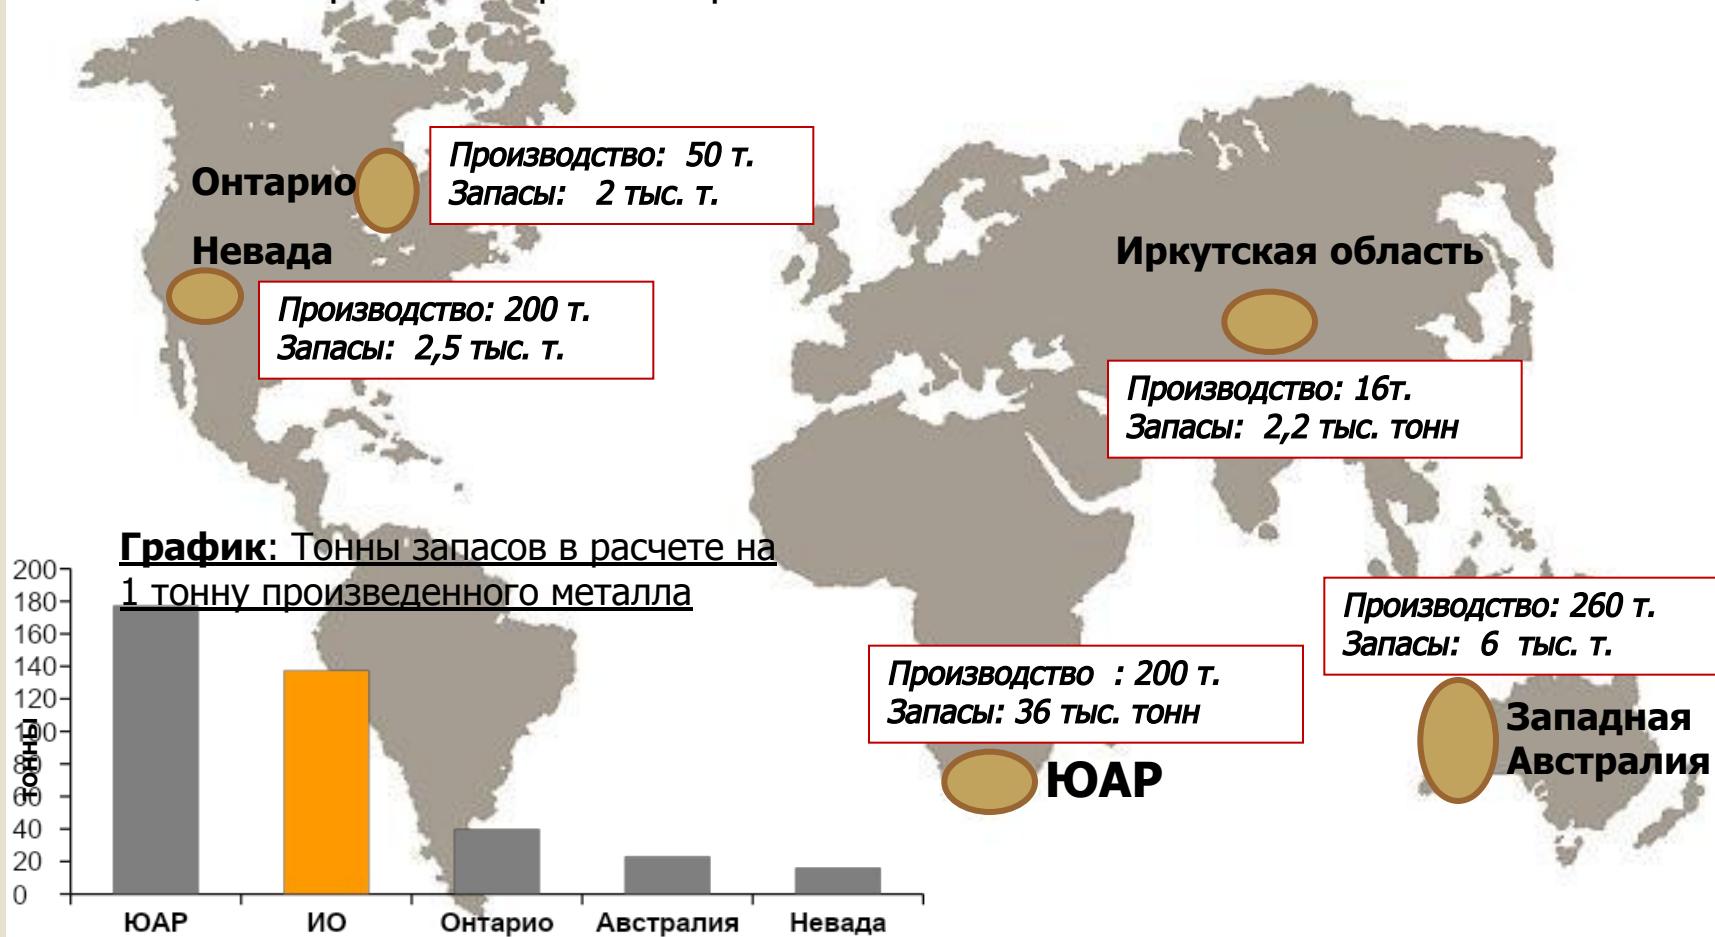 Онтарио
Производство: 50 т.
Запасы: 2 тыс. т.
Невада
Производство: 200 т.
Запасы: 2,5 тыс. т.
Иркутская область
Производство: 16т.
Запасы: 2,2 тыс. тонн
График: Тонны запасов в расчете на
1 тонну произведенного металла
200
180
160
140
120
100
80
60
40
20
0
тонны
ЮАР
ИО
Онтарио
Австралия
Невада
Производство : 200 т.
Запасы: 36 тыс. тонн
ЮАР
Производство: 260 т.
Запасы: 6 тыс. т.
Западная
Австралия